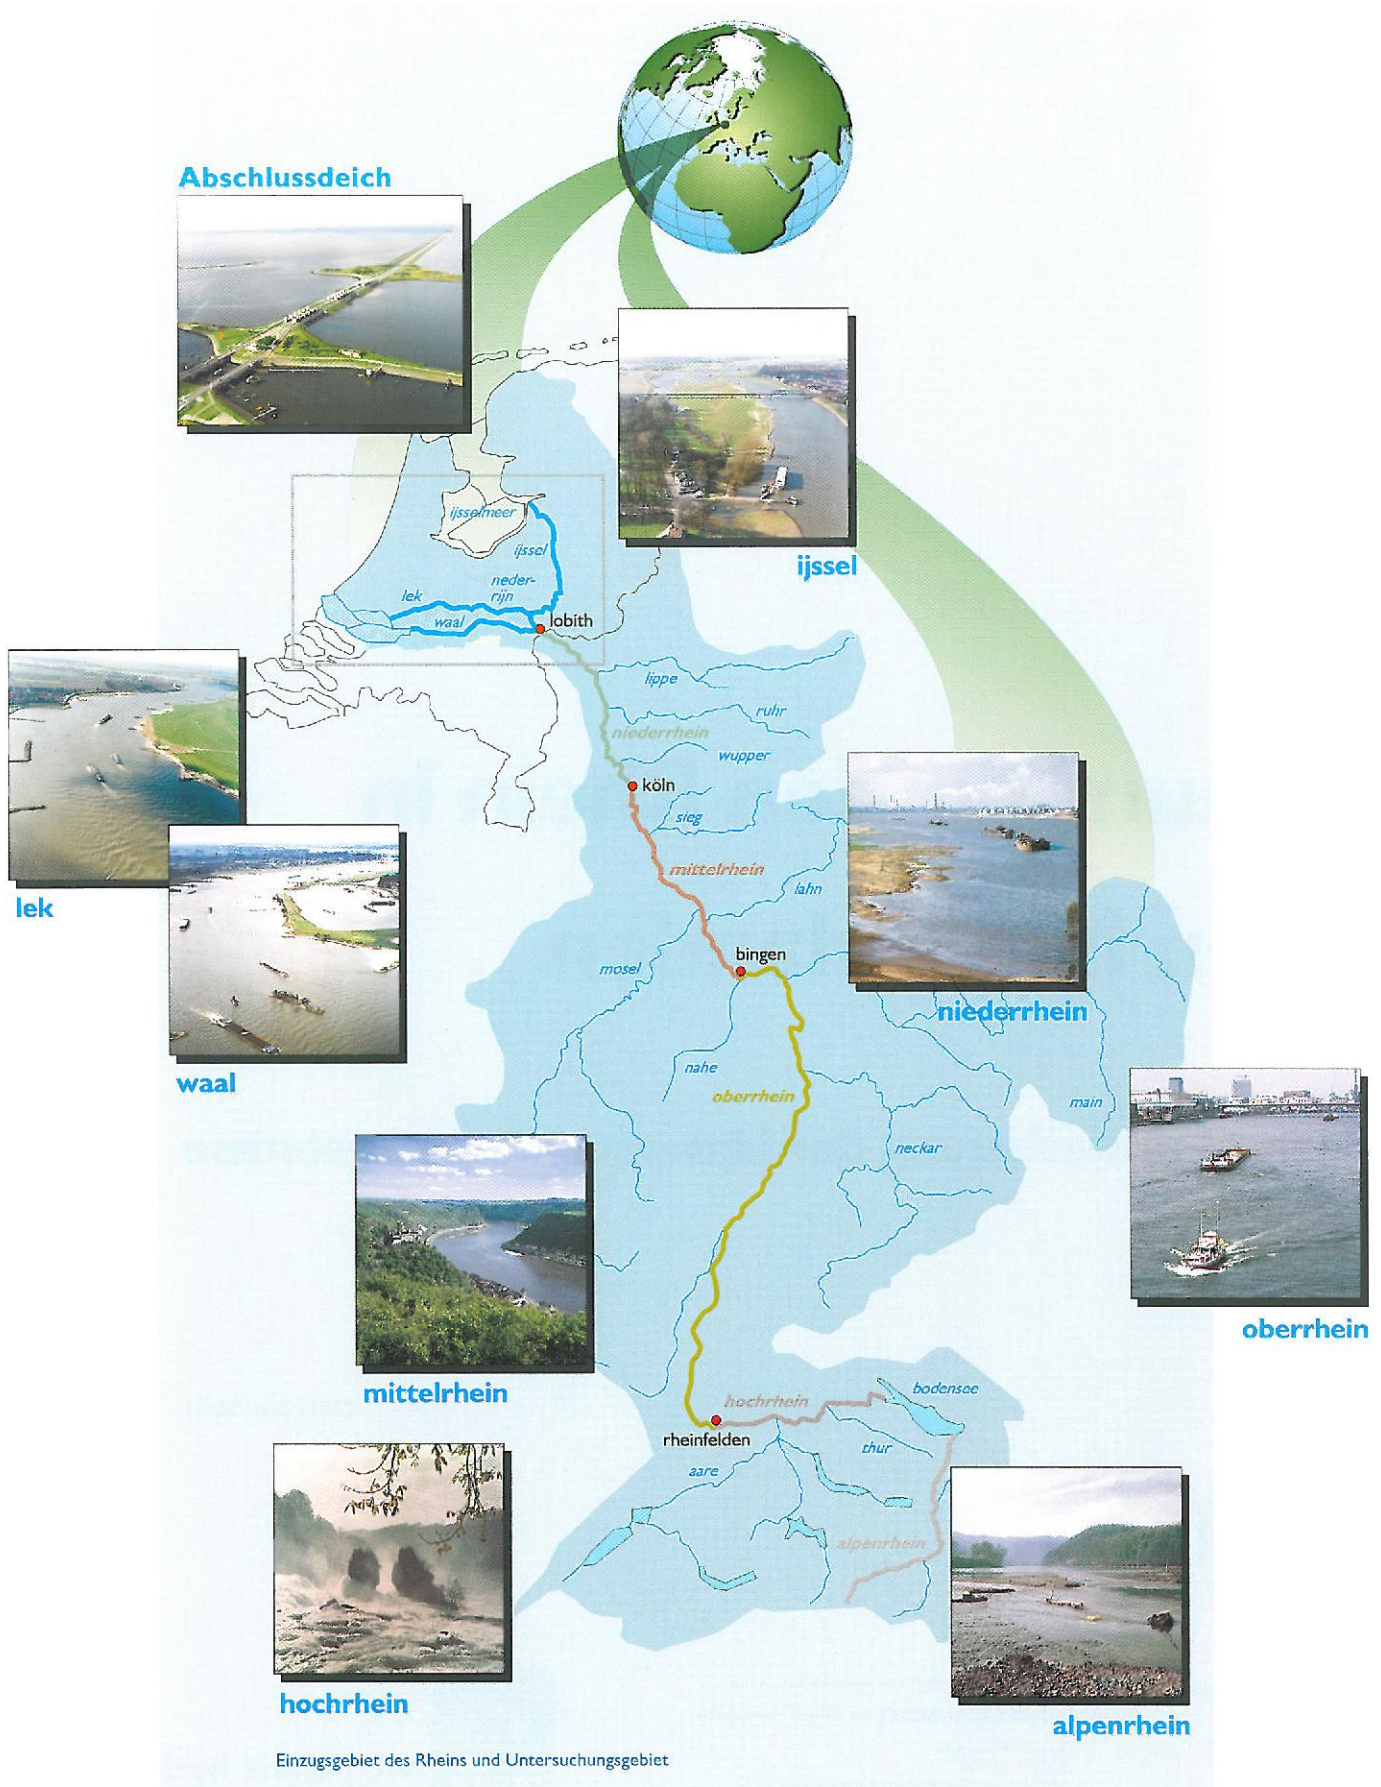 Abschlussdeich
ijssel
ijsselmeer
ijssel
neder-
rijn
lek
waal
lobith
lippe
ruhr
niederrhein
wupper
köln
sieg
mittelrhein
lahn
lek
bingen
mosel
niederrhein
waal
nahe
oberrhein
main
neckar
oberrhein
mittelrhein
hochrhein
bodensee
rheinfelden
thur
aare
alpenrhein
hochrhein
alpenrhein
Einzugsgebiet des Rheins und Untersuchungsgebiet